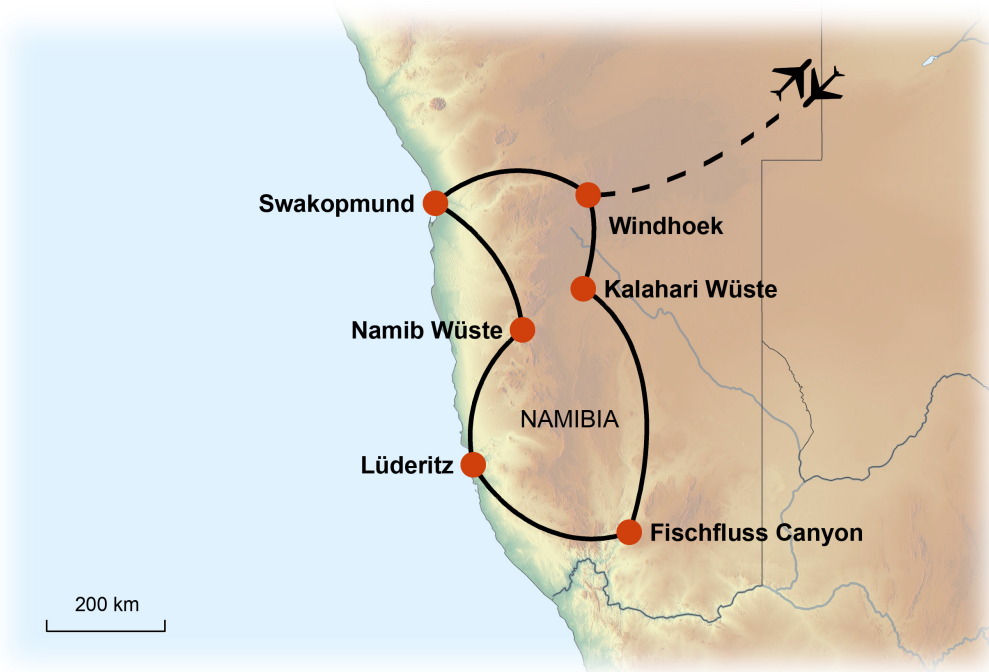 Swakopmund
Windhoek
Kalahari Wüste
Namib Wüste
NAMIBIA
Lüderitz
Fischfluss Canyon
200 km